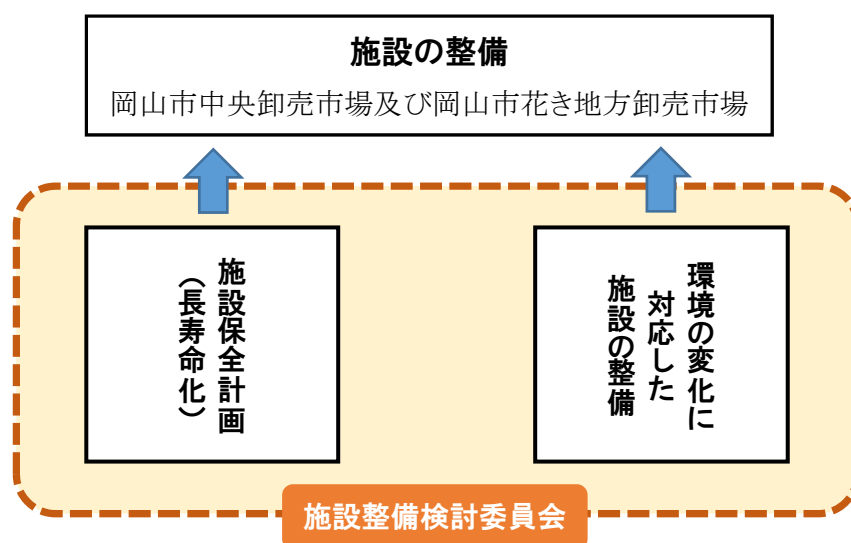 施設の整備
岡山市中央卸売市場及び岡山市花き地方卸売市場
施設保全計画
（長寿命化）
環境の変化に
対応した
施設の整備
施設整備検討委員会